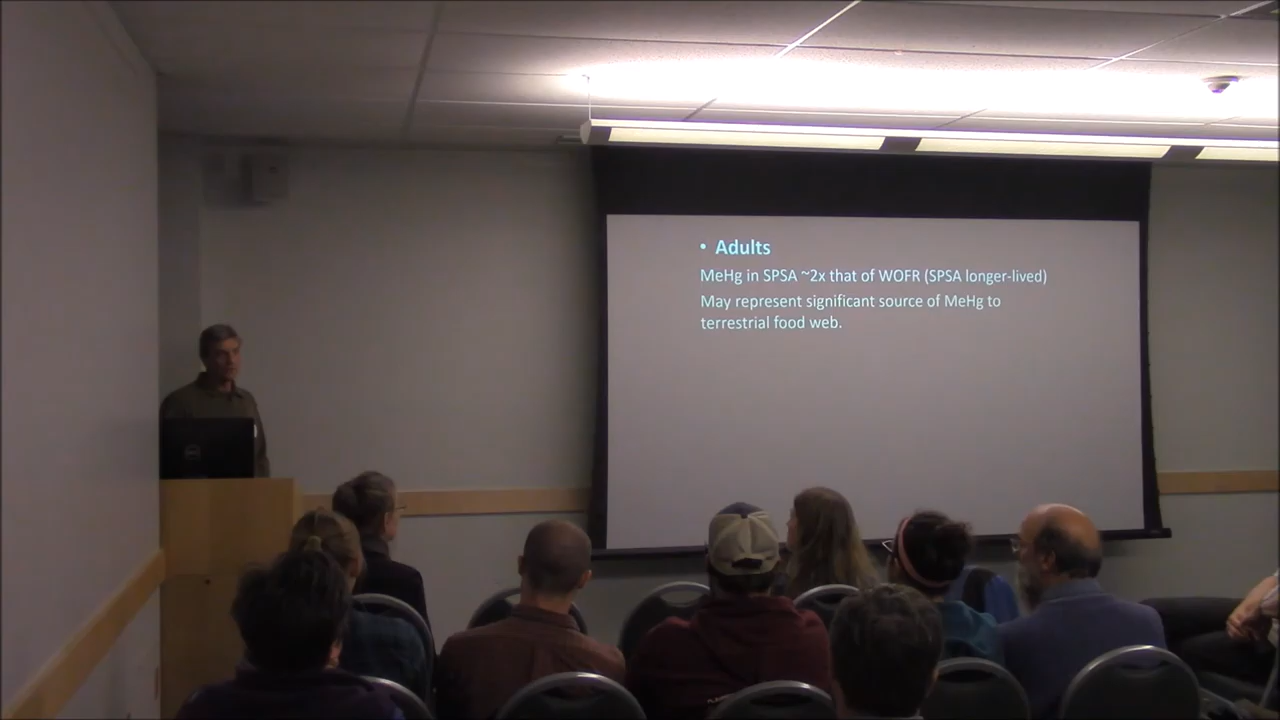 • Adults
MeHg in SPSA ~2x that of WOFR (SPSA longer-lived)
May represent significant source of MeHg to
terrestrial food web.